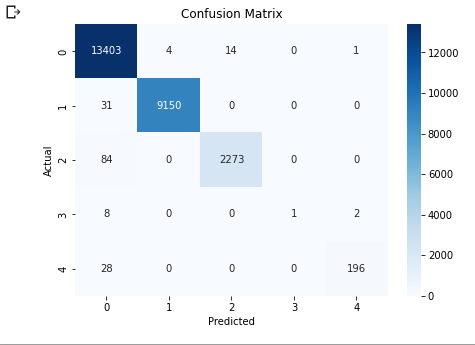 Confusion Matrix
0 13403 4 14 0 1
1 31 9150 0 0 0
2 84 0 2273 0 0
3 8 0 0 1 2
4 28 0 0 0 196
0 1 2 3 4
Predicted
Actual
12000
10000
8000
6000
4000
2000
0